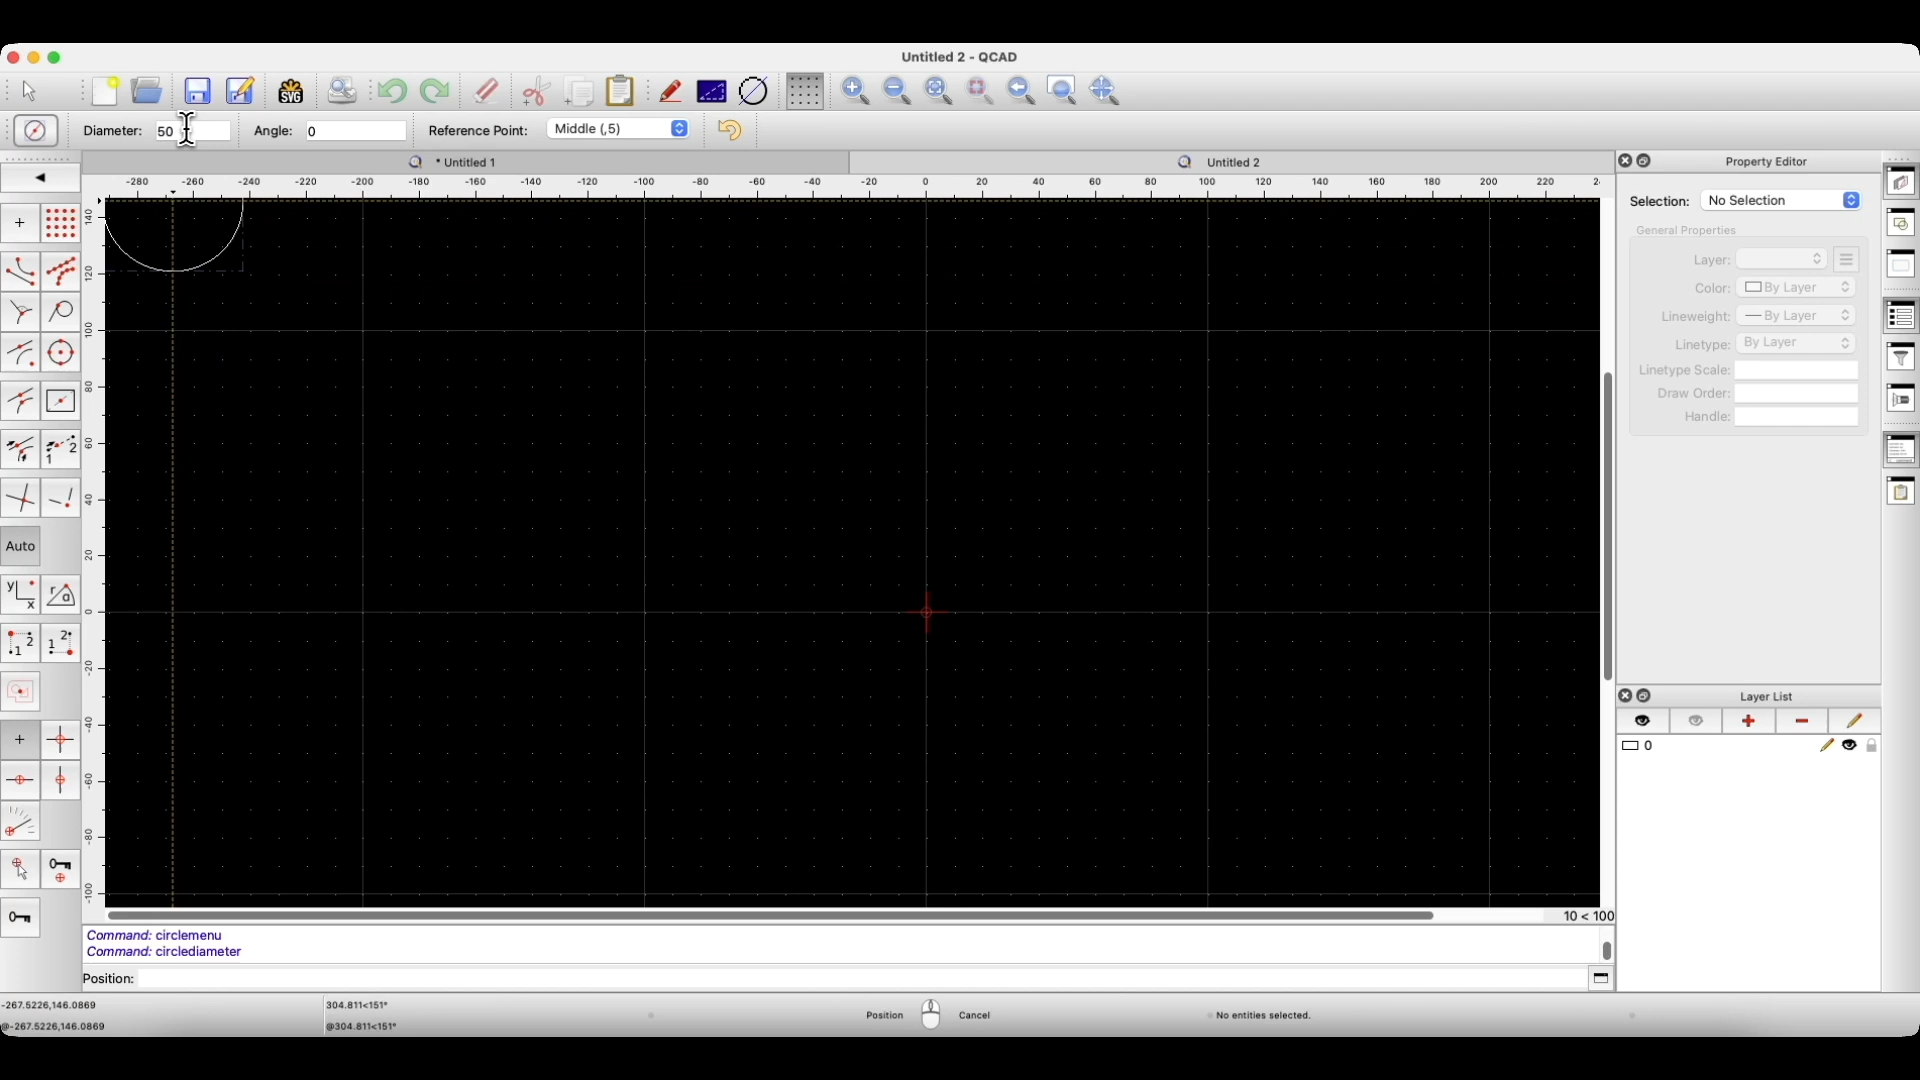 Untitled 2 - QCAD
SVG
Diameter: 50 Angle: 0 Reference Point: Middle (,5)
* Untitled 1 Untitled 2
-280 -260 -240 -220 -200 -180 -160 -140 -120 -100 -80 -60 -40 -20 0 20 40 60 80 100 120 140 160 180 200 220 2
140
120
100
80
60
40
20
0
-20
-40
-60
-80
-100
Auto
10 < 100
Command: circlemenu
Command: circlediameter
Position:
Property Editor
Selection: No Selection
General Properties
Layer:
Color: By Layer
Lineweight: By Layer
Linetype: By Layer
Linetype Scale:
Draw Order:
Handle:
Layer List
0
-267.5226,146.0869
@-267.5226,146.0869
304.811<151°
@304.811<151°
Position Cancel
No entities selected.